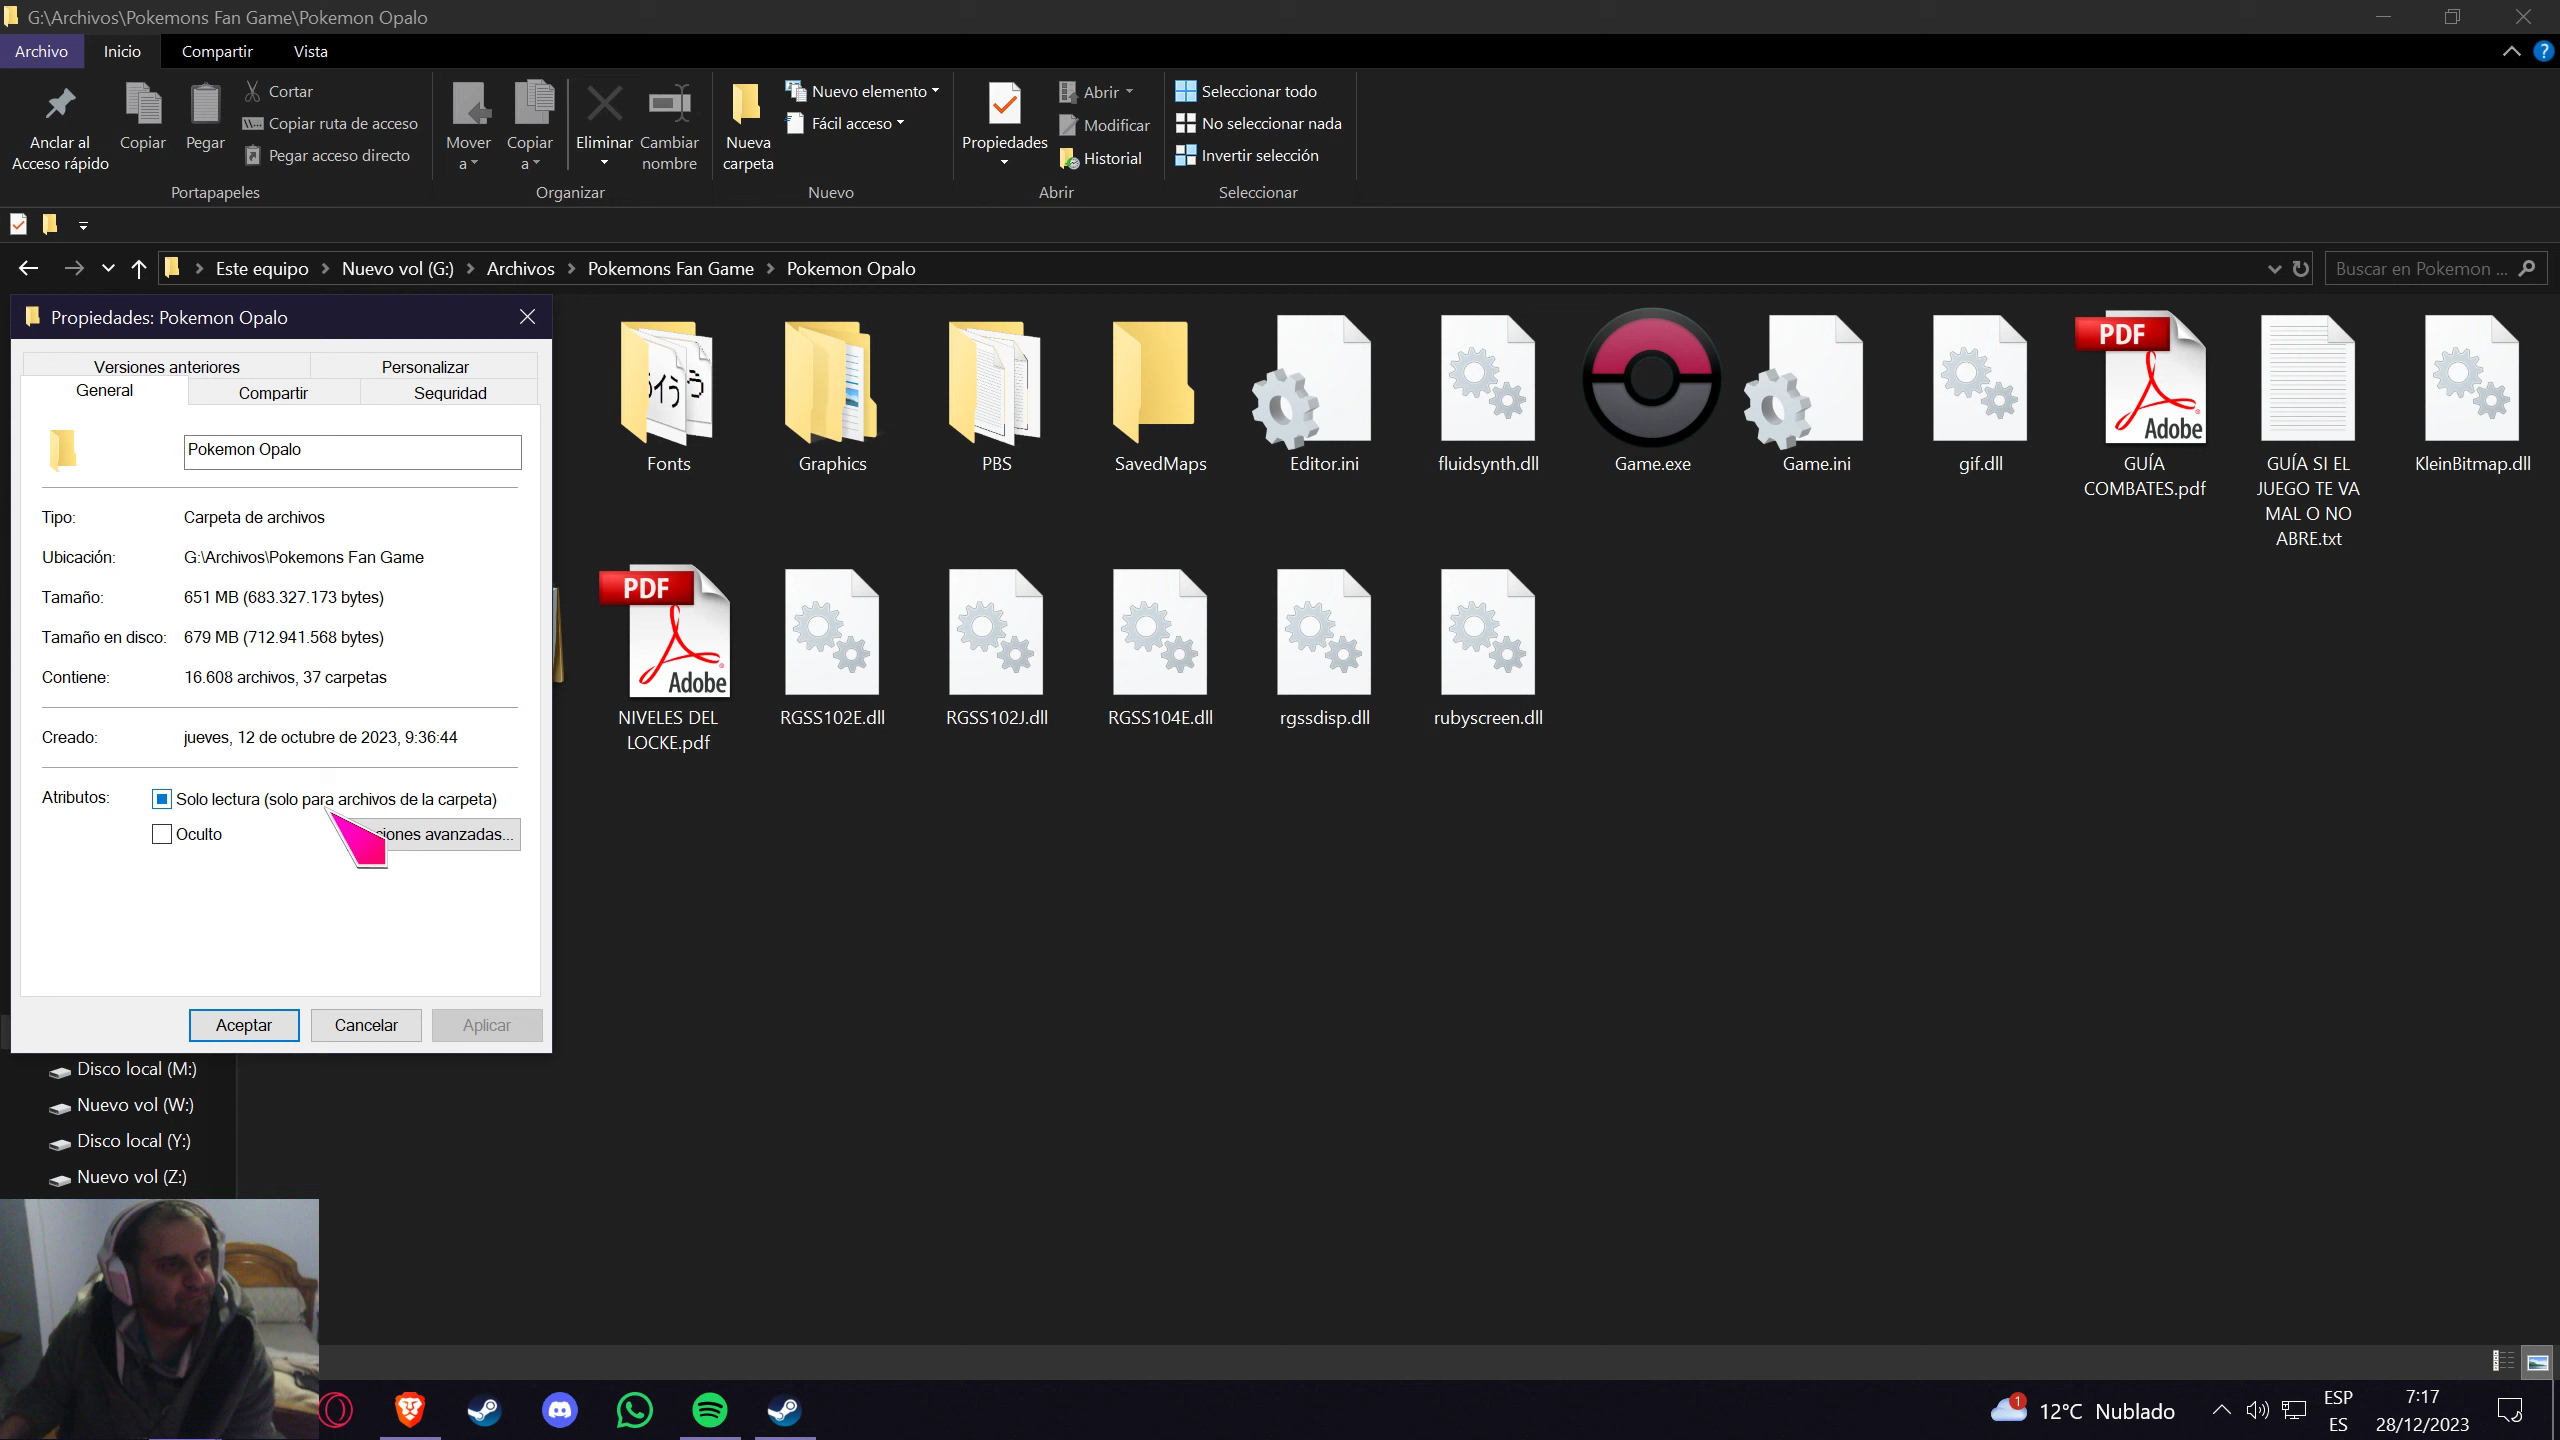 G:\Archivos\Pokemons Fan Game\Pokemon Opalo
Archivo
Inicio
Compartir
Vista
Anclar al
Acceso rápido
Copiar
Pegar
Cortar
Copiar ruta de acceso
Pegar acceso directo
Portapapeles
Mover
a
Copiar
a
Eliminar
Cambiar
nombre
Organizar
Nueva
carpeta
Nuevo elemento
Fácil acceso
Nuevo
Propiedades
Abrir
Modificar
Historial
Abrir
Seleccionar todo
No seleccionar nada
Invertir selección
Seleccionar
Este equipo
Nuevo vol (G:)
Archivos
Pokemons Fan Game
Pokemon Opalo
Buscar en Pokemon ...
Propiedades: Pokemon Opalo
Versiones anteriores
Personalizar
General
Compartir
Seguridad
Pokemon Opalo
Tipo:
Carpeta de archivos
Ubicación:
G:\Archivos\Pokemons Fan Game
Tamaño:
651 MB (683.327.173 bytes)
Tamaño en disco:
679 MB (712.941.568 bytes)
Contiene:
16.608 archivos, 37 carpetas
Creado:
jueves, 12 de octubre de 2023, 9:36:44
Atributos:
Solo lectura (solo para archivos de la carpeta)
Oculto
ciones avanzadas...
Aceptar
Cancelar
Aplicar
Fonts
Graphics
PBS
SavedMaps
Editor.ini
fluidsynth.dll
Game.exe
Game.ini
gif.dll
PDF
Adobe
GUÍA
COMBATES.pdf
GUÍA SI EL
JUEGO TE VA
MAL O NO
ABRE.txt
KleinBitmap.dll
PDF
Adobe
NIVELES DEL
LOCKE.pdf
RGSS102E.dll
RGSS102J.dll
RGSS104E.dll
rgssdisp.dll
rubyscreen.dll
Disco local (M:)
Nuevo vol (W:)
Disco local (Y:)
Nuevo vol (Z:)
1
12°C Nublado
ESP
ES
7:17
28/12/2023